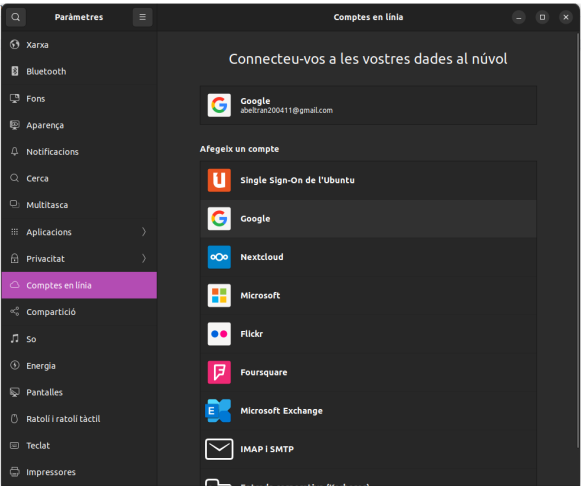 Paràmetres
Comptes en línia
Xarxa
Bluetooth
Fons
Aparença
Notificacions
Cerca
Multitasca
Aplicacions
Privacitat
Comptes en línia
Compartició
So
Energia
Pantalles
Ratolí i ratolí tàctil
Teclat
Impressores
Connecteu-vos a les vostres dades al núvol
Google
abeltran200411@gmail.com
Afegeix un compte
Single Sign-On de l'Ubuntu
Google
Nextcloud
Microsoft
Flickr
Foursquare
Microsoft Exchange
IMAP i SMTP